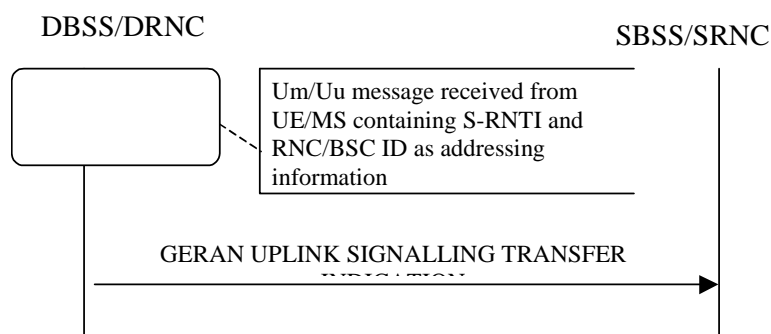 DBSS/DRNC
SBSS/SRNC
Um/Uu message received from
UE/MS containing S-RNTI and
RNC/BSC ID as addressing
information
GERAN UPLINK SIGNALLING TRANSFER
INDICATION